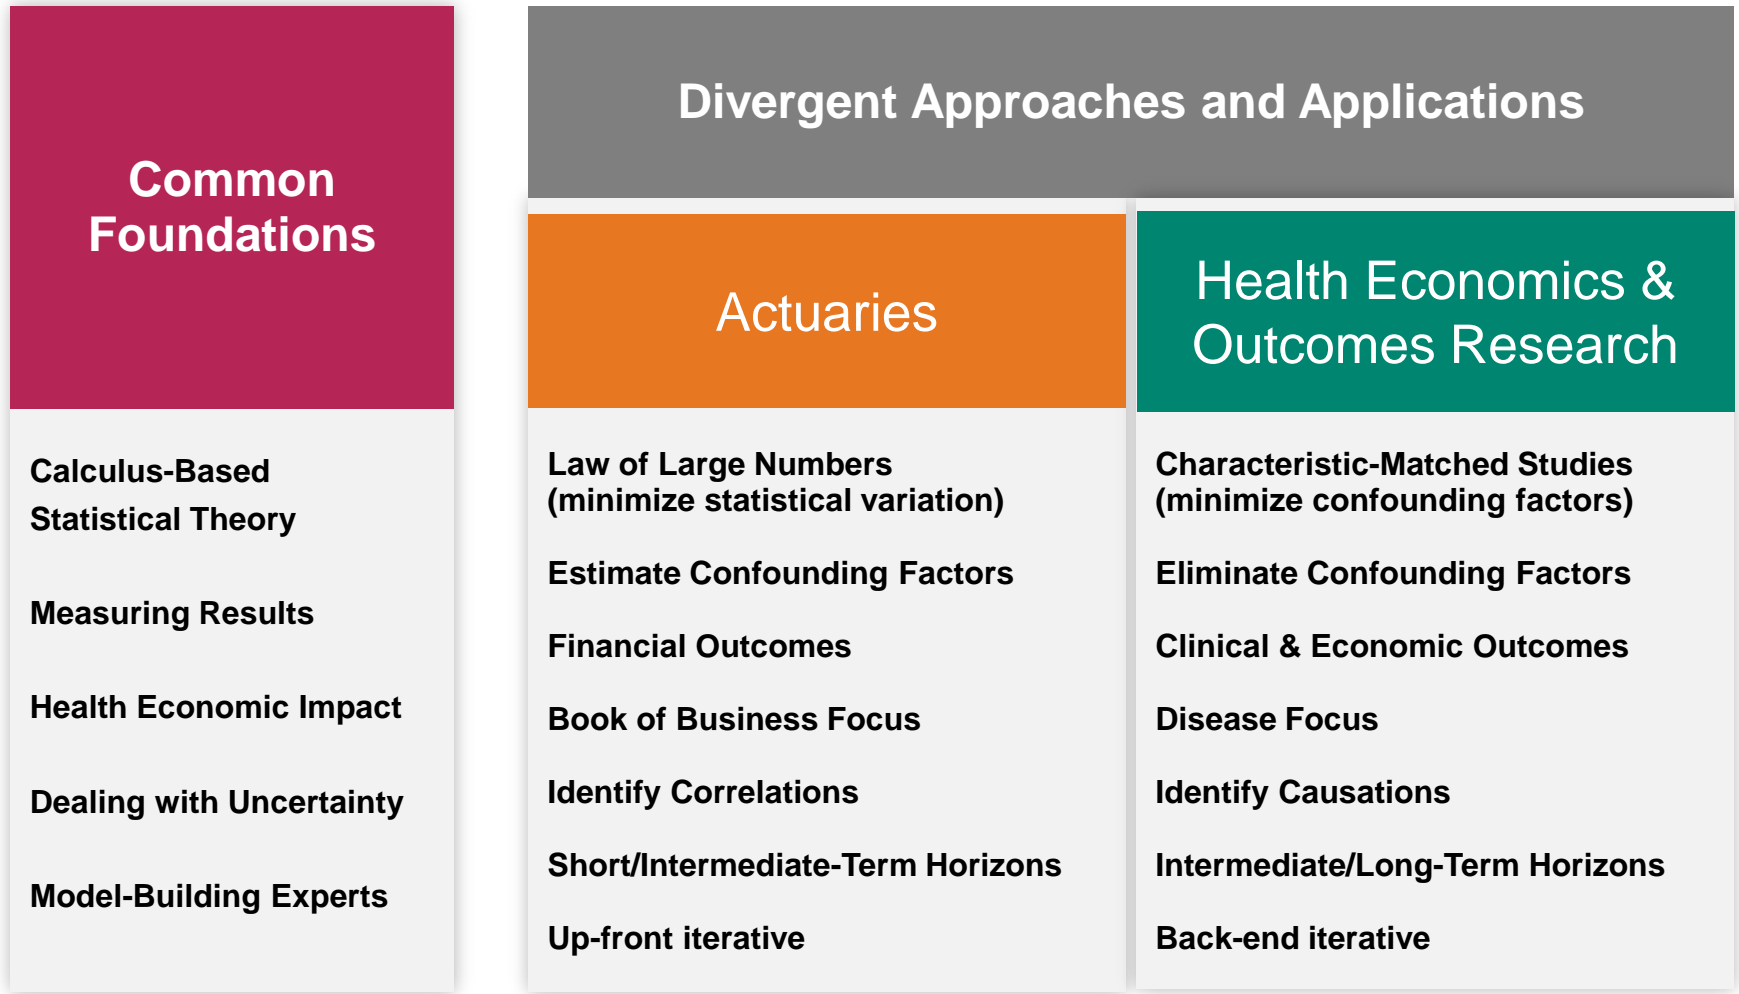 Common
Foundations
Calculus-Based
Statistical Theory
Measuring Results
Health Economic Impact
Dealing with Uncertainty
Model-Building Experts
Divergent Approaches and Applications
Actuaries
Law of Large Numbers
(minimize statistical variation)
Estimate Confounding Factors
Financial Outcomes
Book of Business Focus
Identify Correlations
Short/Intermediate-Term Horizons
Up-front iterative
Health Economics &
Outcomes Research
Characteristic-Matched Studies
(minimize confounding factors)
Eliminate Confounding Factors
Clinical & Economic Outcomes
Disease Focus
Identify Causations
Intermediate/Long-Term Horizons
Back-end iterative